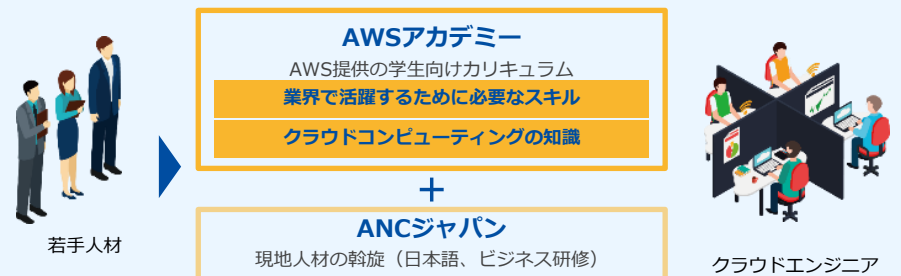 AWSアカデミー
AWS提供の学生向けカリキュラム
業界で活躍するために必要なスキル
クラウドコンピューティングの知識
+
若手人材
ANCジャパン
現地人材の斡旋（日本語、ビジネス研修）
クラウドエンジニア